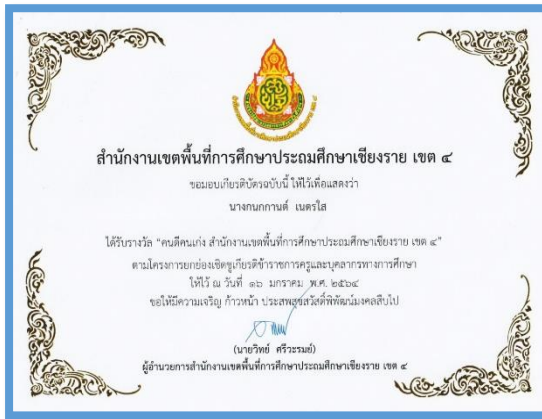 สำนักงานเขตพื้นที่การศึกษาประถมศึกษาเชียงราย เขต ๔
ขอมอบเกียรติบัตรฉบับนี้ ให้ไว้เพื่อแสดงว่า
นางกนกกานต์ เนตรใส
ได้รับรางวัล "คนดีคนเก่ง สำนักงานเขตพื้นที่การศึกษาประถมศึกษาเชียงราย เขต ๔"
ตามโครงการยกย่องเชิดชูเกียรติข้าราชการครูและบุคลากรทางการศึกษา
ให้ไว้ ณ วันที่ ๑๖ มกราคม พ.ศ. ๒๕๖๔
ขอให้มีความเจริญ ก้าวหน้า ประสพสุขสวัสดิ์พิพัฒน์มงคลสืบไป
(นายวิทย์ ศรีวะรมย์)
ผู้อำนวยการสำนักงานเขตพื้นที่การศึกษาประถมศึกษาเชียงราย เขต ๔